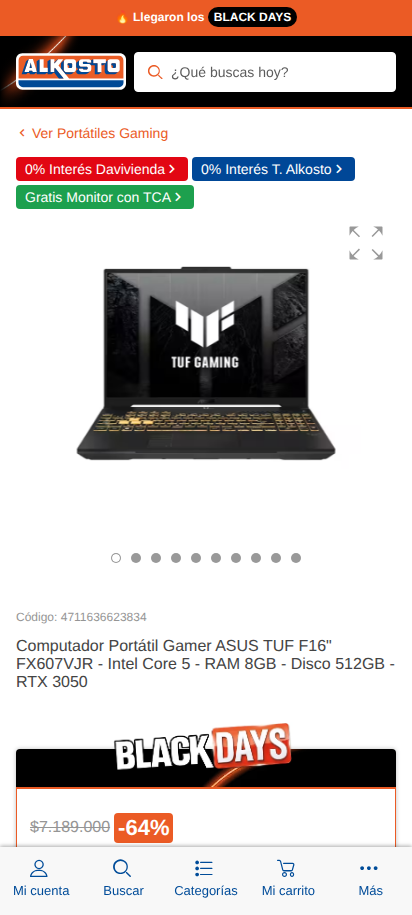 🔥 Llegaron los BLACK DAYS
ALKOSTO
¿Qué buscas hoy?
Ver Portátiles Gaming
0% Interés Davivienda
0% Interés T. Alkosto
Gratis Monitor con TCA
TUF GAMING
Código: 4711636623834
Computador Portátil Gamer ASUS TUF F16"
FX607VJR - Intel Core 5 - RAM 8GB - Disco 512GB -
RTX 3050
BLACK DAYS
$7.189.000 -64%
Mi cuenta
Buscar
Categorías
Mi carrito
Más